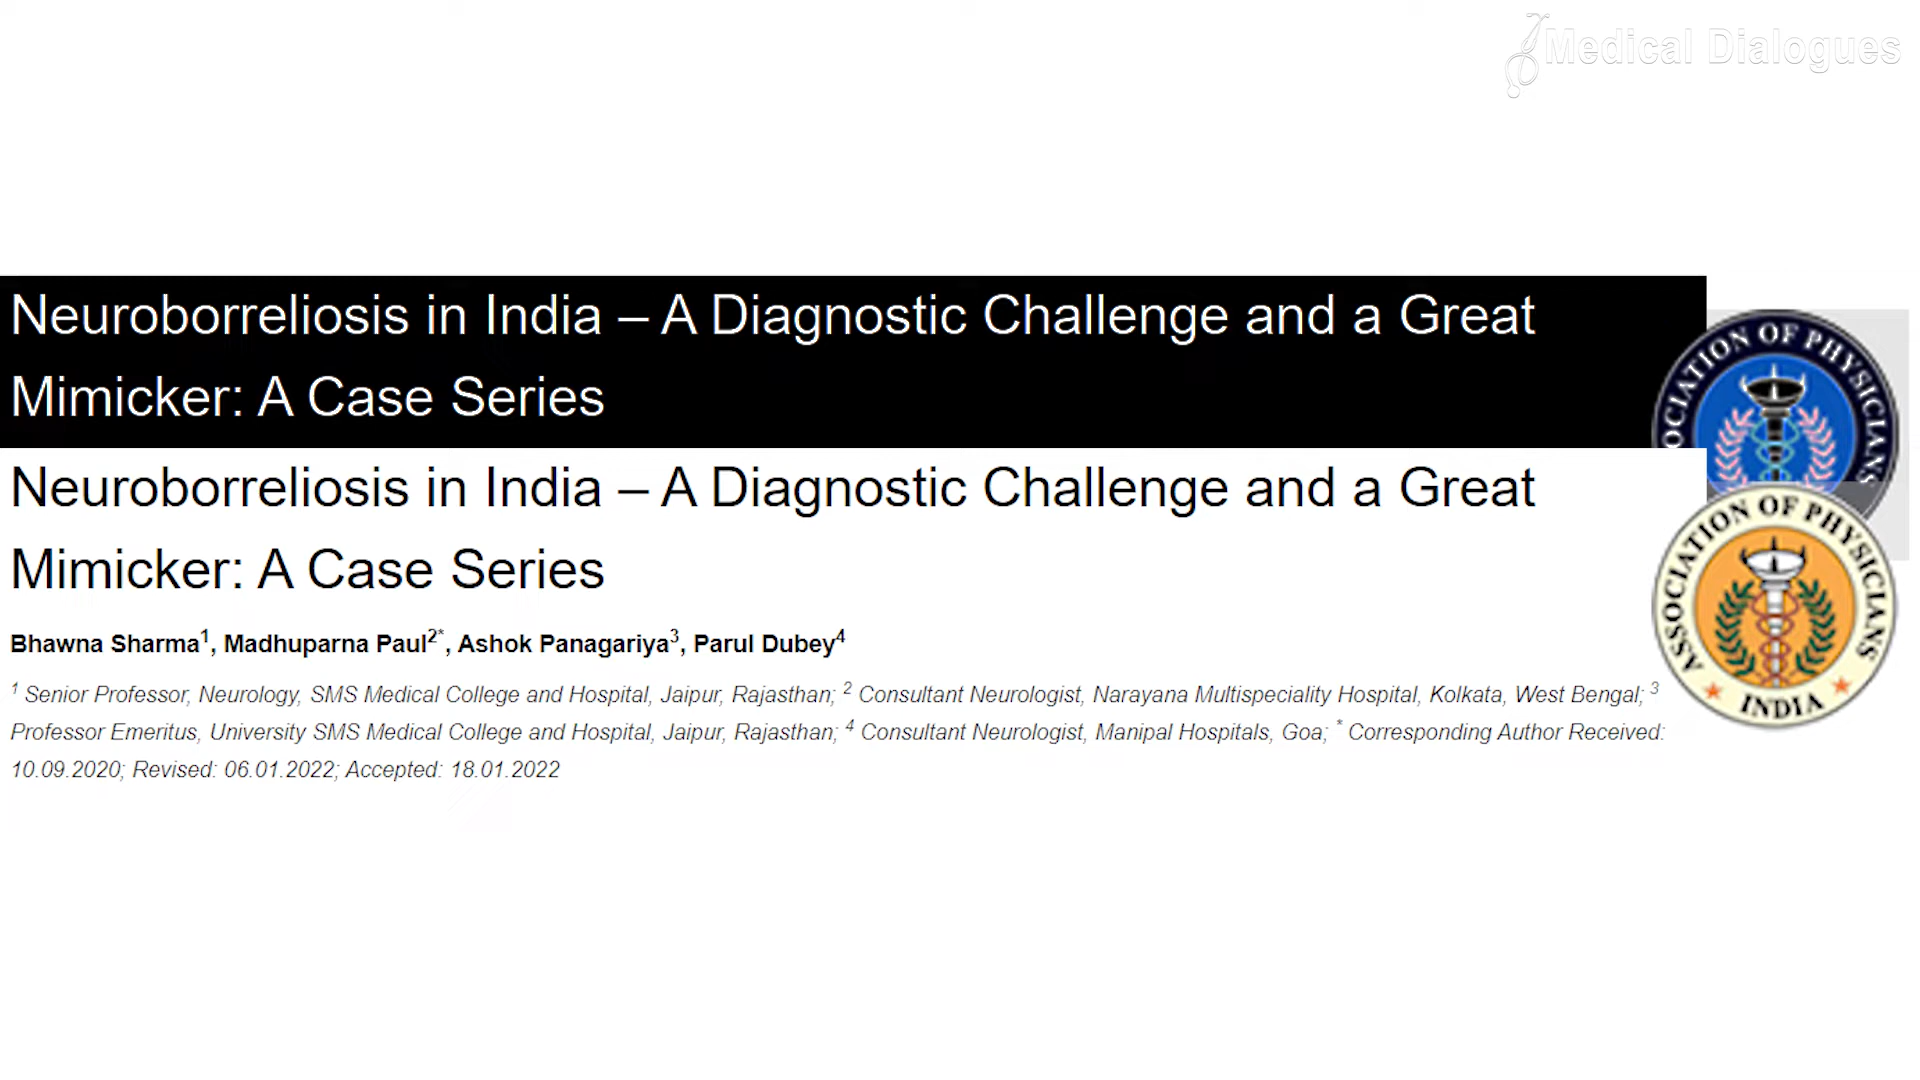 Medical Dialogues
Neuroborreliosis in India – A Diagnostic Challenge and a Great
Mimicker: A Case Series
OCIATION OF PHYSICIANS
Neuroborreliosis in India – A Diagnostic Challenge and a Great
Mimicker: A Case Series
ASSOCIATION OF PHYSICIANS
INDIA
Bhawna Sharma1, Madhuparna Paul2*, Ashok Panagariya3, Parul Dubey4
1 Senior Professor, Neurology, SMS Medical College and Hospital, Jaipur, Rajasthan; 2 Consultant Neurologist, Narayana Multispeciality Hospital, Kolkata, West Bengal; 3
Professor Emeritus, University SMS Medical College and Hospital, Jaipur, Rajasthan; 4 Consultant Neurologist, Manipal Hospitals, Goa; * Corresponding Author Received:
10.09.2020; Revised: 06.01.2022; Accepted: 18.01.2022